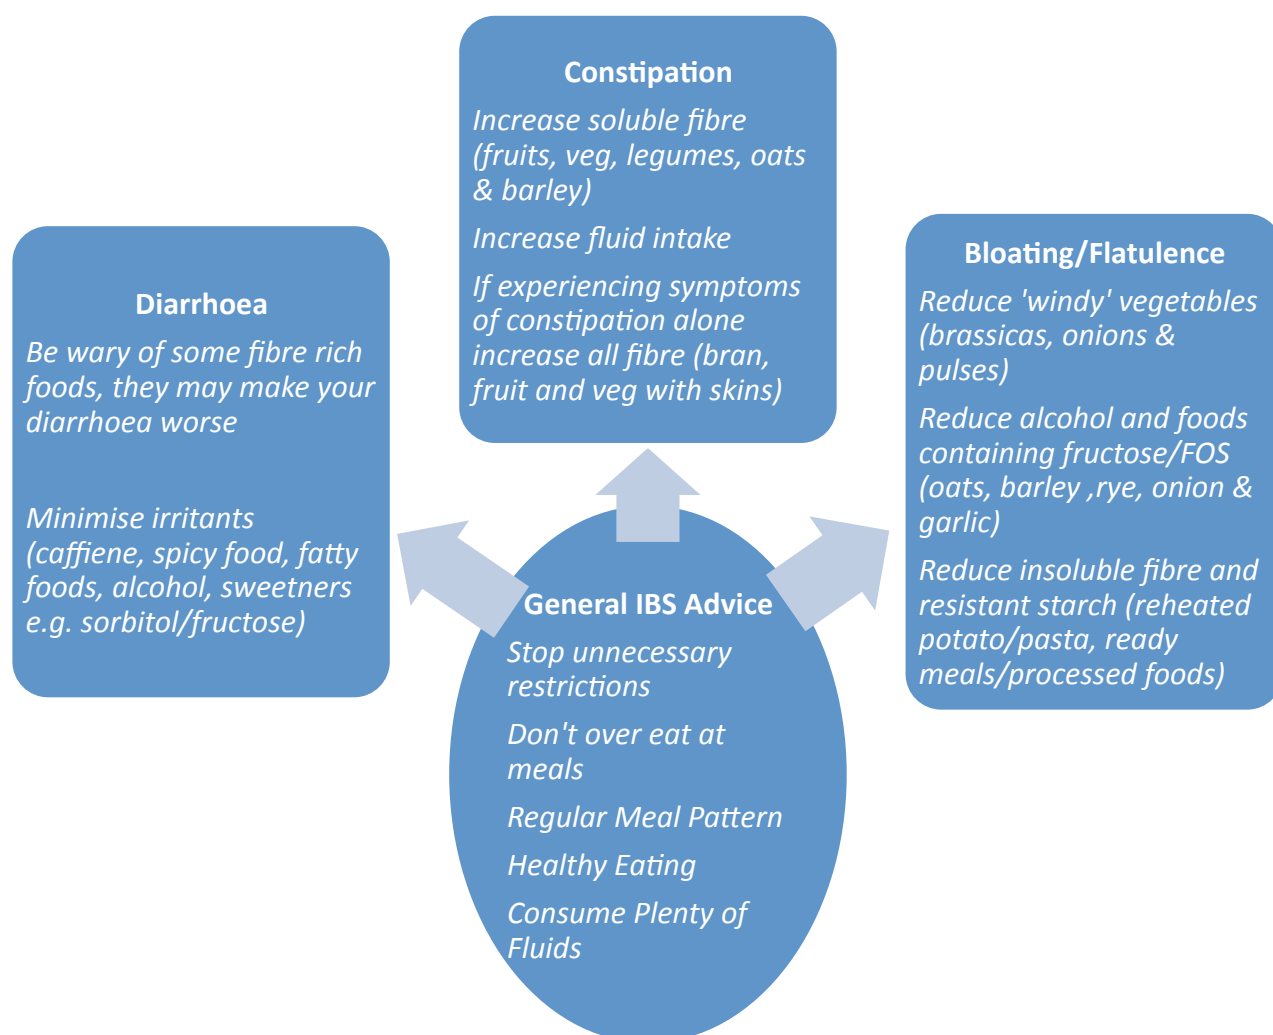 Constipation
Increase soluble fibre
(fruits, veg, legumes, oats
& barley)
Increase fluid intake
If experiencing symptoms
of constipation alone
increase all fibre (bran,
fruit and veg with skins)
Diarrhoea
Be wary of some fibre rich
foods, they may make your
diarrhoea worse
Minimise irritants
(caffiene, spicy food, fatty
foods, alcohol, sweetners
e.g. sorbitol/fructose)
Bloating/Flatulence
Reduce 'windy' vegetables
(brassicas, onions &
pulses)
Reduce alcohol and foods
containing fructose/FOS
(oats, barley ,rye, onion &
garlic)
Reduce insoluble fibre and
resistant starch (reheated
potato/pasta, ready
meals/processed foods)
General IBS Advice
Stop unnecessary
restrictions
Don't over eat at
meals
Regular Meal Pattern
Healthy Eating
Consume Plenty of
Fluids